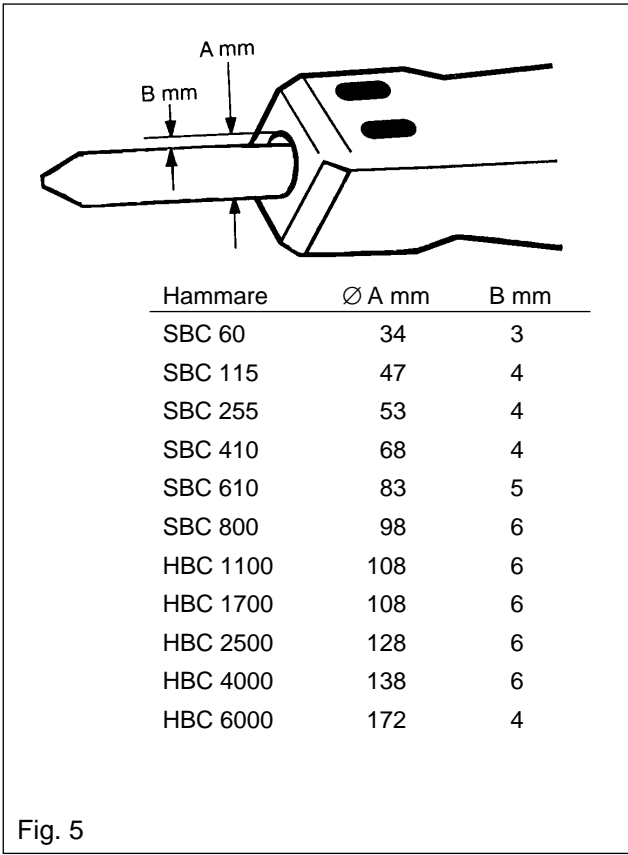 A mm
B mm
Hammare ∅ A mm B mm
SBC 60 34 3
SBC 115 47 4
SBC 255 53 4
SBC 410 68 4
SBC 610 83 5
SBC 800 98 6
HBC 1100 108 6
HBC 1700 108 6
HBC 2500 128 6
HBC 4000 138 6
HBC 6000 172 4
Fig. 5